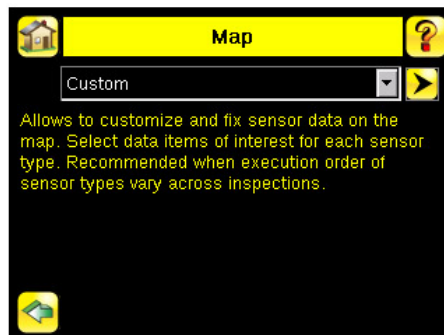 Map
?
Custom
Allows to customize and fix sensor data on the
map. Select data items of interest for each sensor
type. Recommended when execution order of
sensor types vary across inspections.